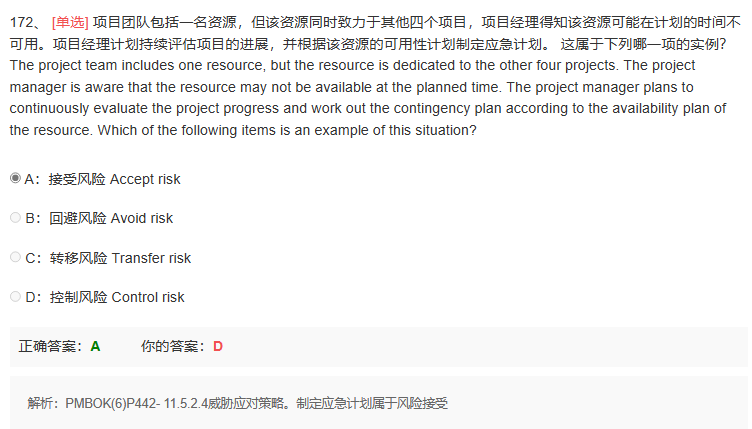 172、 [单选] 项目团队包括一名资源，但该资源同时致力于其他四个项目，项目经理得知该资源可能在计划的时间不
可用。项目经理计划持续评估项目的进展，并根据该资源的可用性计划制定应急计划。 这属于下列哪一项的实例?
The project team includes one resource, but the resource is dedicated to the other four projects. The project
manager is aware that the resource may not be available at the planned time. The project manager plans to
continuously evaluate the project progress and work out the contingency plan according to the availability plan of
the resource. Which of the following items is an example of this situation?
A：接受风险 Accept risk
B：回避风险 Avoid risk
C：转移风险 Transfer risk
D：控制风险 Control risk
正确答案：A 你的答案：D
解析：PMBOK(6)P442- 11.5.2.4威胁应对策略。制定应急计划属于风险接受